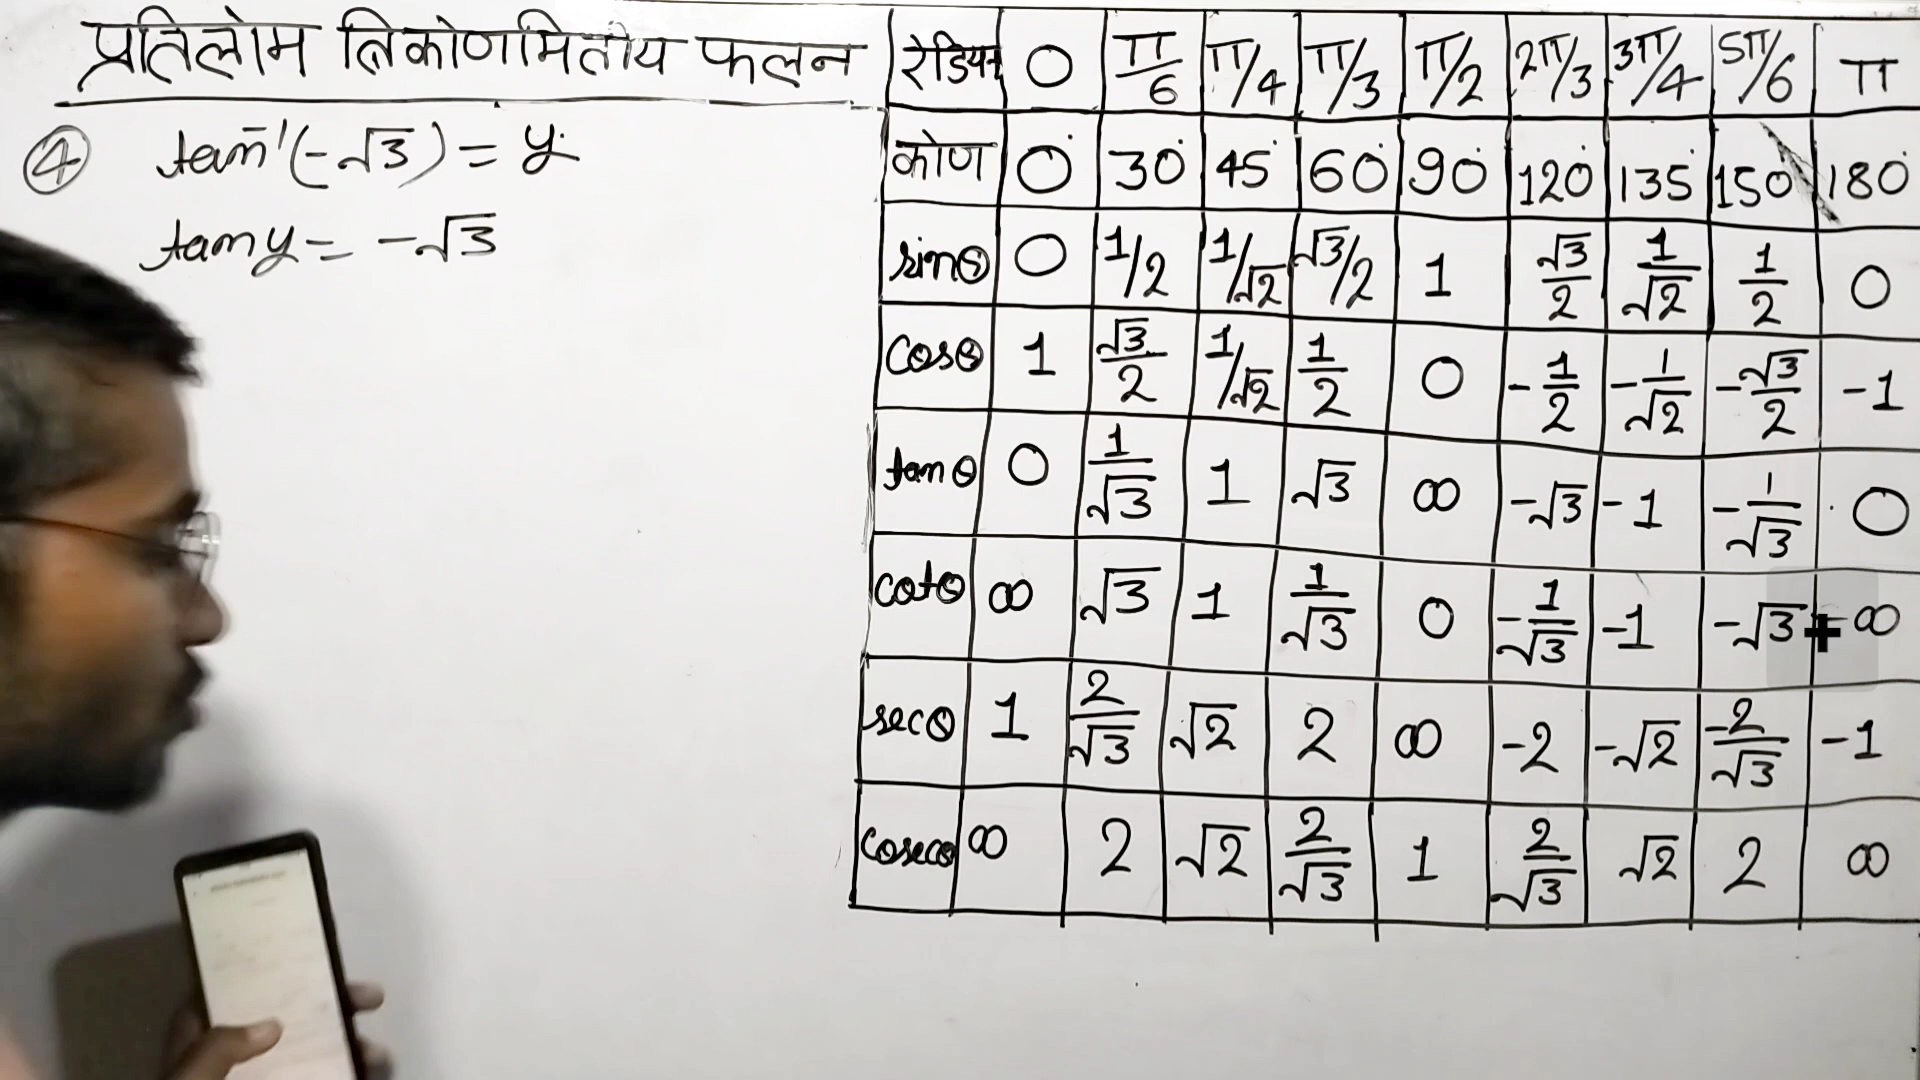 प्रतिलोम त्रिकोणमितीय फलन
④ tan⁻¹(-√3) = y
tan y = -√3
रेडियन 0 π/6 π/4 π/3 π/2 2π/3 3π/4 5π/6 π
कोण 0° 30° 45° 60° 90° 120° 135° 150° 180°
sinθ 0 1/2 1/√2 √3/2 1 √3/2 1/√2 1/2 0
cosθ 1 √3/2 1/√2 1/2 0 -1/2 -1/√2 -√3/2 -1
tanθ 0 1/√3 1 √3 ∞ -√3 -1 -1/√3 0
cotθ ∞ √3 1 1/√3 0 -1/√3 -1 -√3 ∞
secθ 1 2/√3 √2 2 ∞ -2 -√2 -2/√3 -1
cosecθ ∞ 2 √2 2/√3 1 2/√3 √2 2 ∞